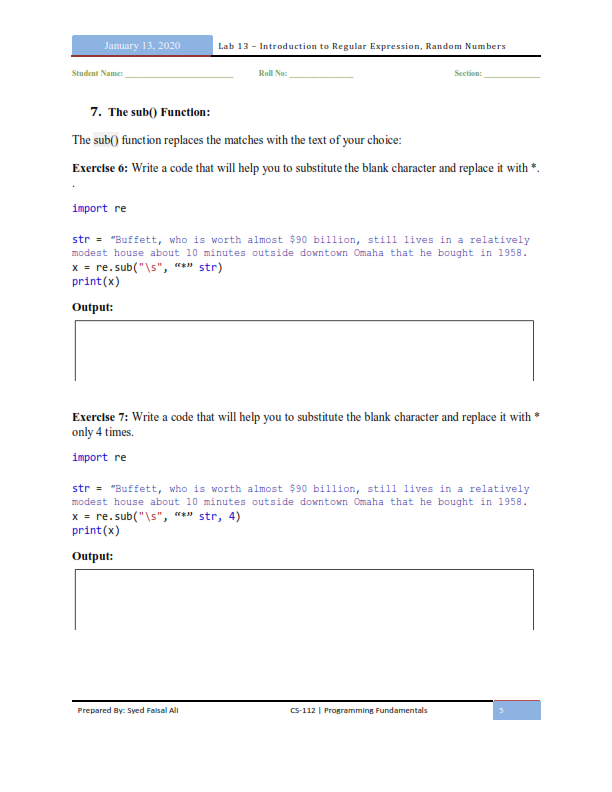 January 13, 2020 Lab 13 – Introduction to Regular Expression, Random Numbers
Student Name: __________________________ Roll No: _______________ Section: _____________
7. The sub() Function:
The sub() function replaces the matches with the text of your choice:
Exercise 6: Write a code that will help you to substitute the blank character and replace it with *.
.
import re
str = “Buffett, who is worth almost $90 billion, still lives in a relatively
modest house about 10 minutes outside downtown Omaha that he bought in 1958.
x = re.sub("\s", “*” str)
print(x)
Output:
Exercise 7: Write a code that will help you to substitute the blank character and replace it with *
only 4 times.
import re
str = “Buffett, who is worth almost $90 billion, still lives in a relatively
modest house about 10 minutes outside downtown Omaha that he bought in 1958.
x = re.sub("\s", “*” str, 4)
print(x)
Output:
Prepared By: Syed Faisal Ali CS-112 | Programming Fundamentals 5